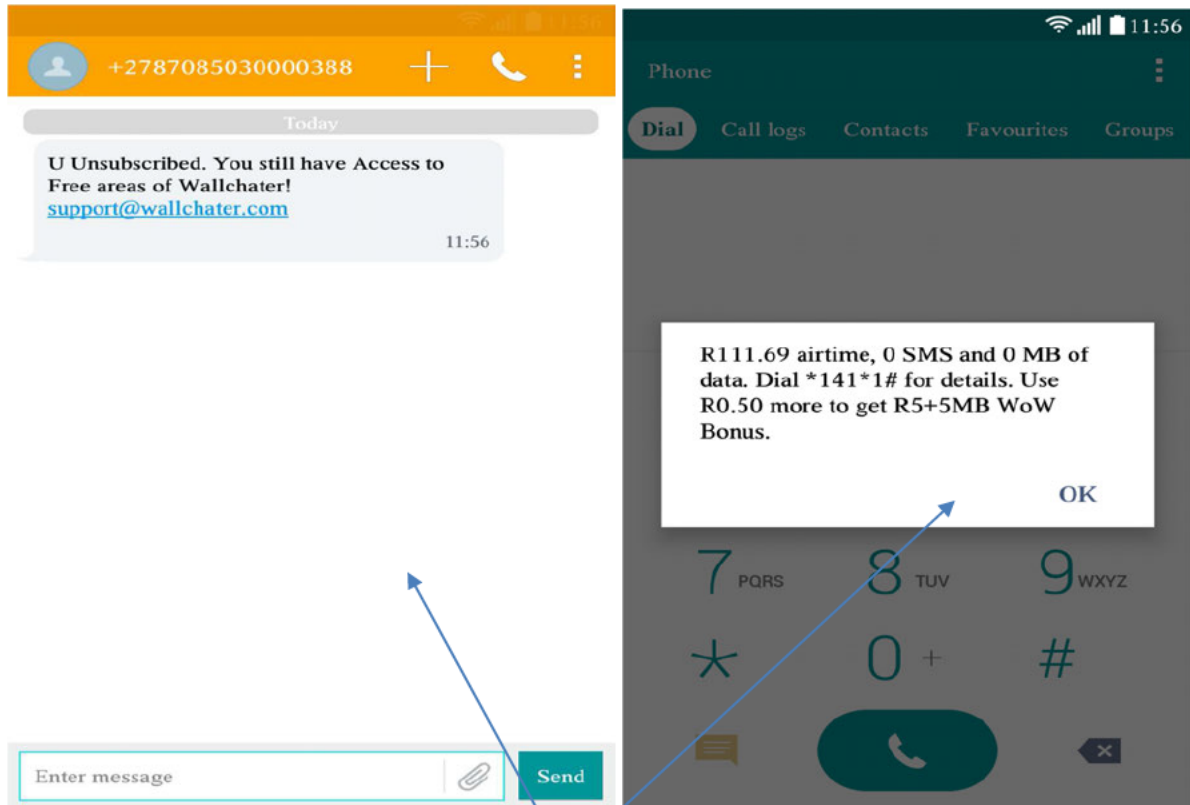 11:56
+2787085030000388
Today
U Unsubscribed. You still have Access to
Free areas of Wallchater!
support@wallchater.com
11:56
Enter message
Send
11:56
Phone
Dial Call logs Contacts Favourites Groups
R111.69 airtime, 0 SMS and 0 MB of
data. Dial *141*1# for details. Use
R0.50 more to get R5+5MB WoW
Bonus.
OK
7 PQRS 8 TUV 9 WXYZ
* 0 + #